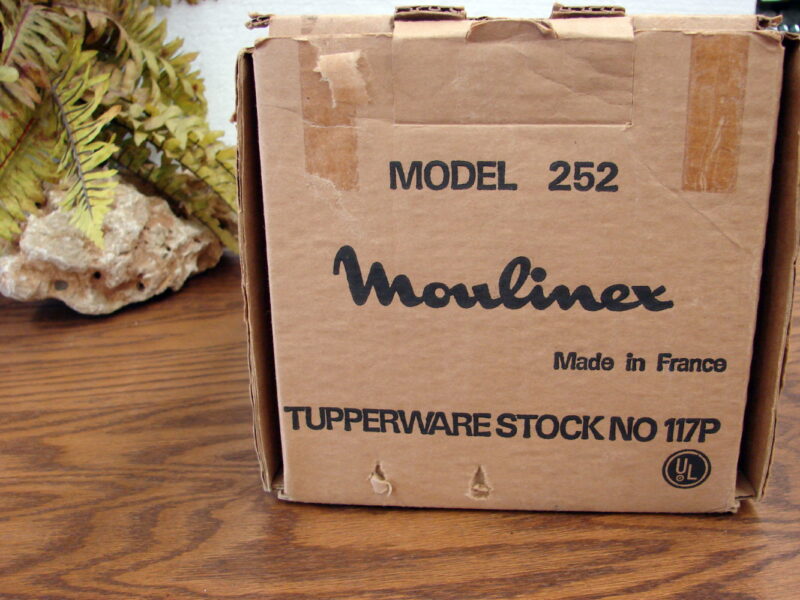 MODEL 252
Moulinex
Made in France
TUPPERWARE STOCK NO 117P
UL